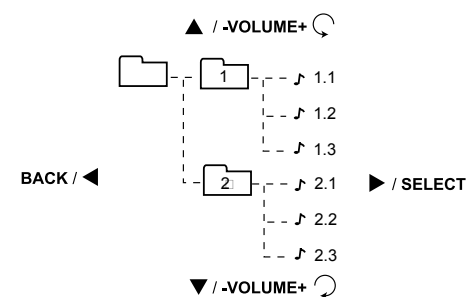 ▲ / -VOLUME+
1 ♪ 1.1
♪ 1.2
♪ 1.3
BACK / ◀ 2 ♪ 2.1 ▶ / SELECT
♪ 2.2
♪ 2.3
▼ / -VOLUME+